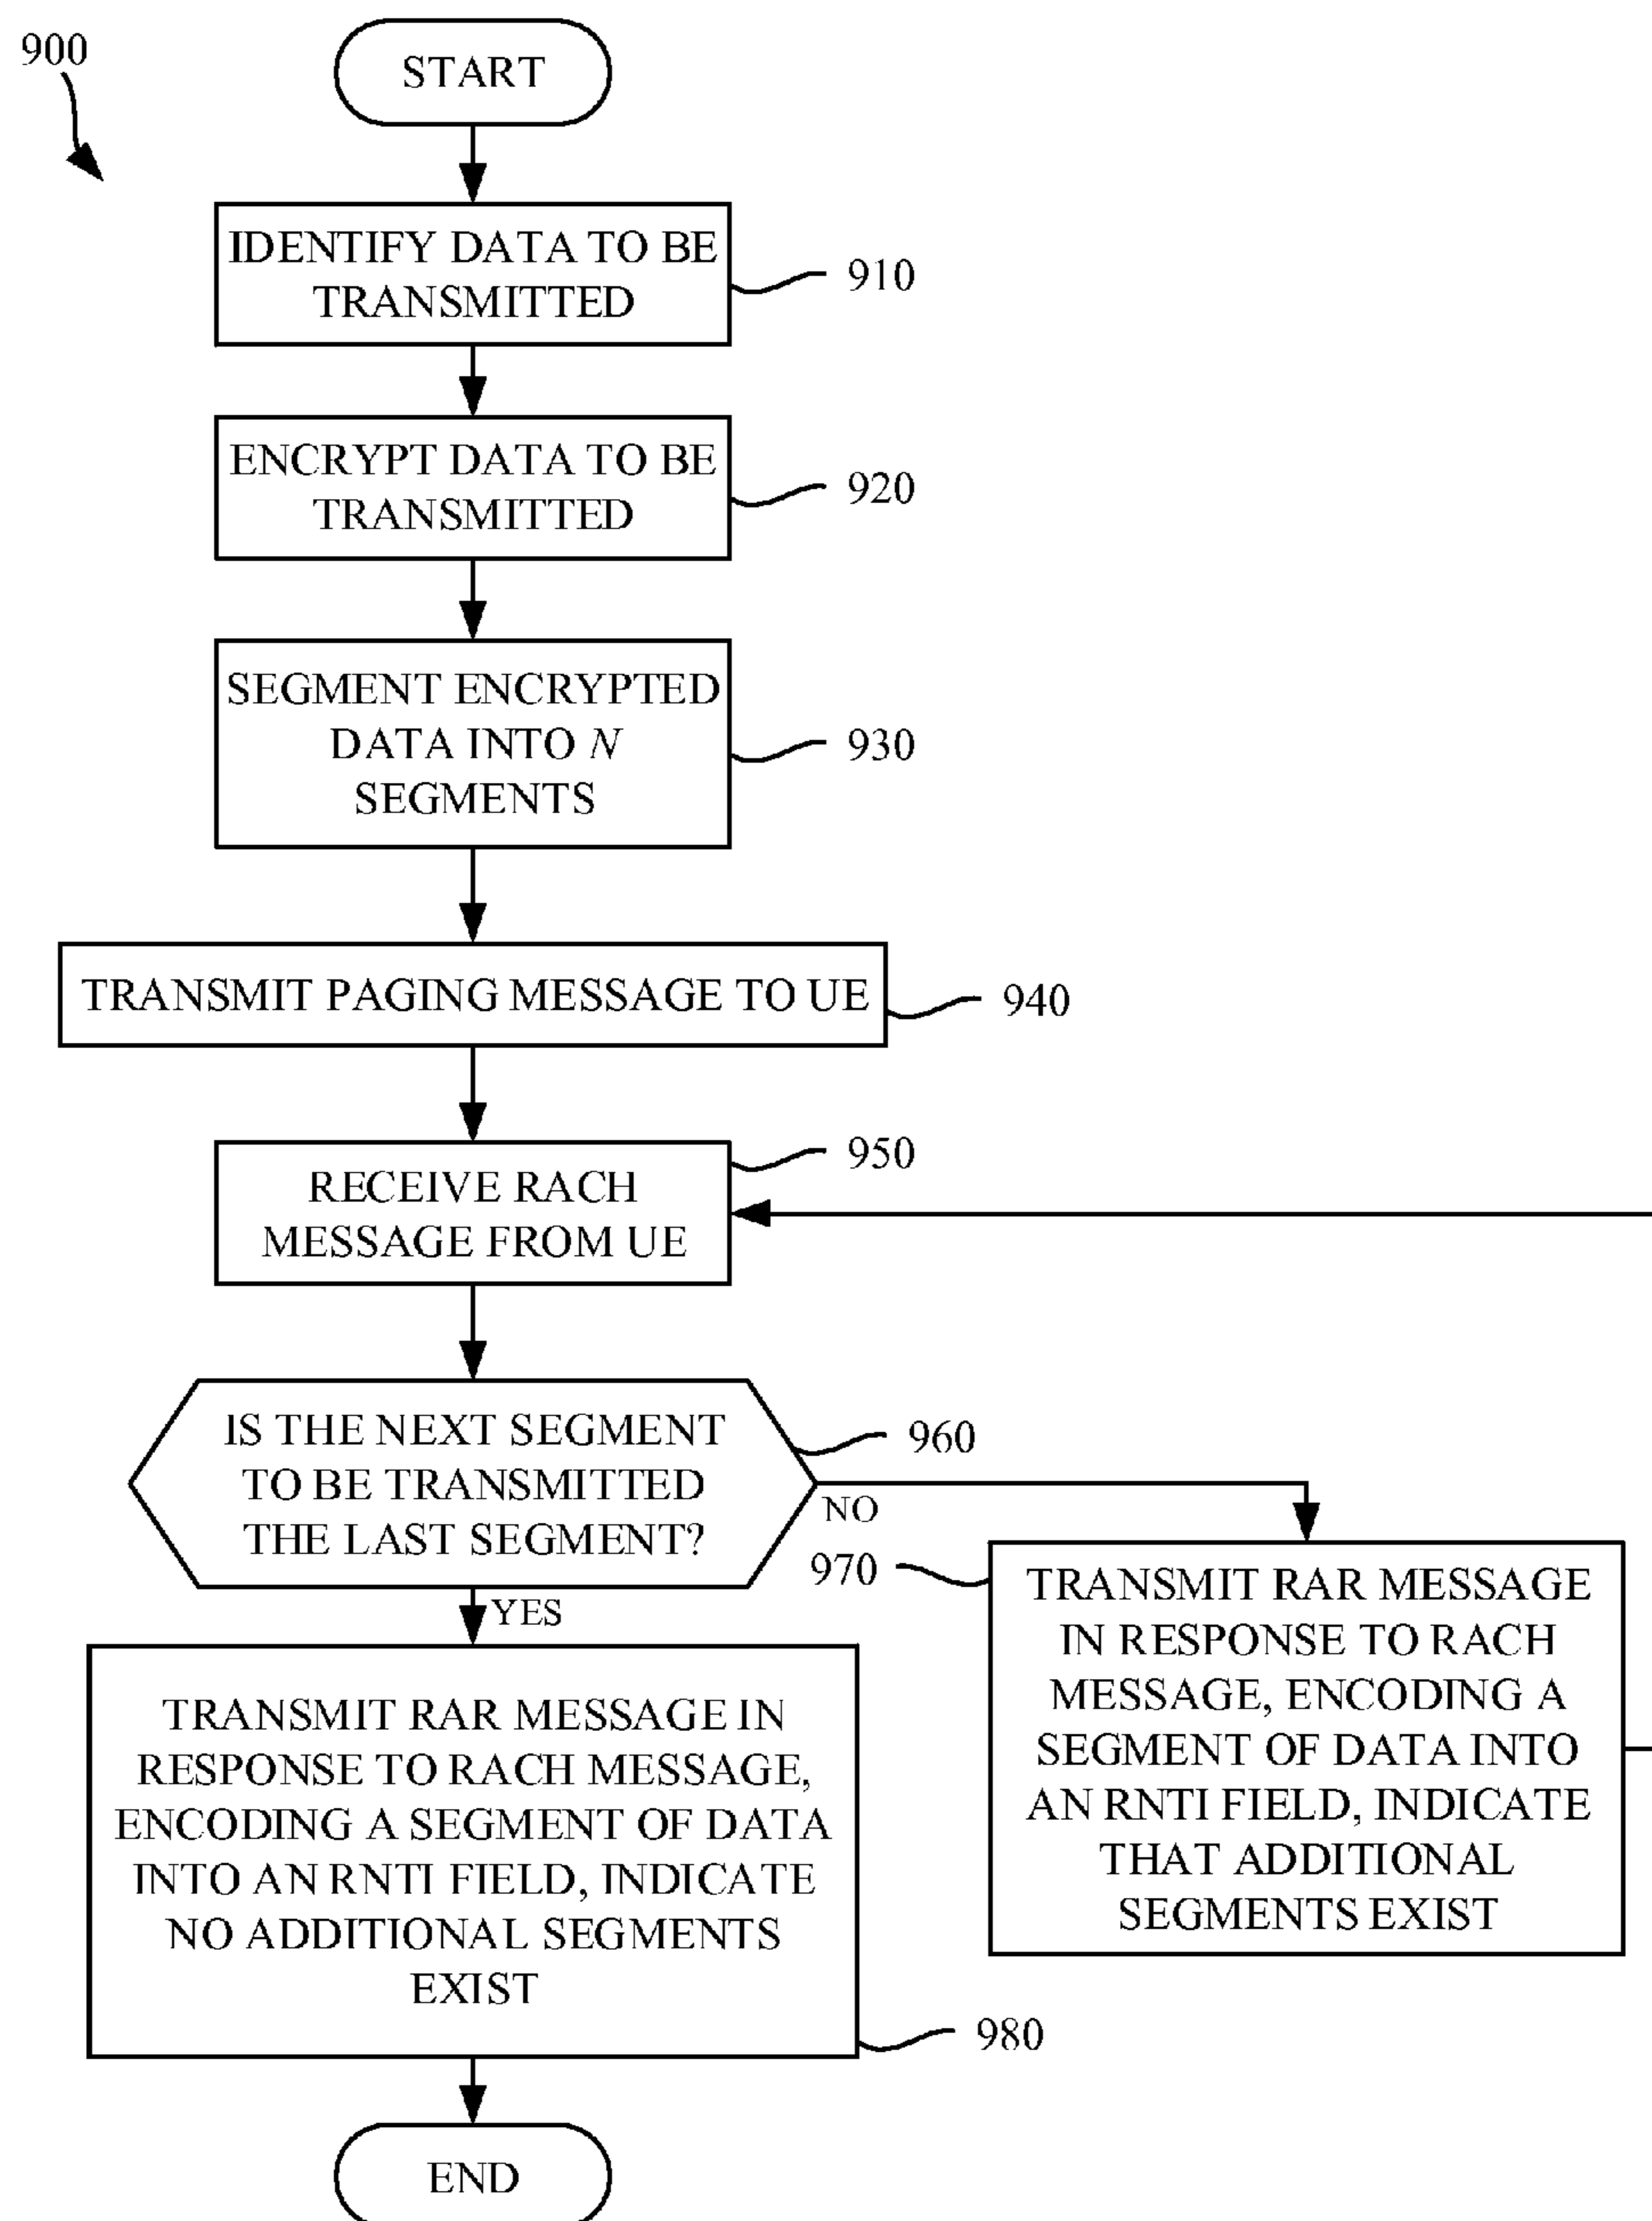 900
START
IDENTIFY DATA TO BE
TRANSMITTED
910
ENCRYPT DATA TO BE
TRANSMITTED
920
SEGMENT ENCRYPTED
DATA INTO N
SEGMENTS
930
TRANSMIT PAGING MESSAGE TO UE
940
RECEIVE RACH
MESSAGE FROM UE
950
IS THE NEXT SEGMENT
TO BE TRANSMITTED
THE LAST SEGMENT?
960
NO
YES
970
TRANSMIT RAR MESSAGE
IN RESPONSE TO RACH
MESSAGE, ENCODING A
SEGMENT OF DATA INTO
AN RNTI FIELD, INDICATE
THAT ADDITIONAL
SEGMENTS EXIST
TRANSMIT RAR MESSAGE IN
RESPONSE TO RACH MESSAGE,
ENCODING A SEGMENT OF DATA
INTO AN RNTI FIELD, INDICATE
NO ADDITIONAL SEGMENTS
EXIST
980
END